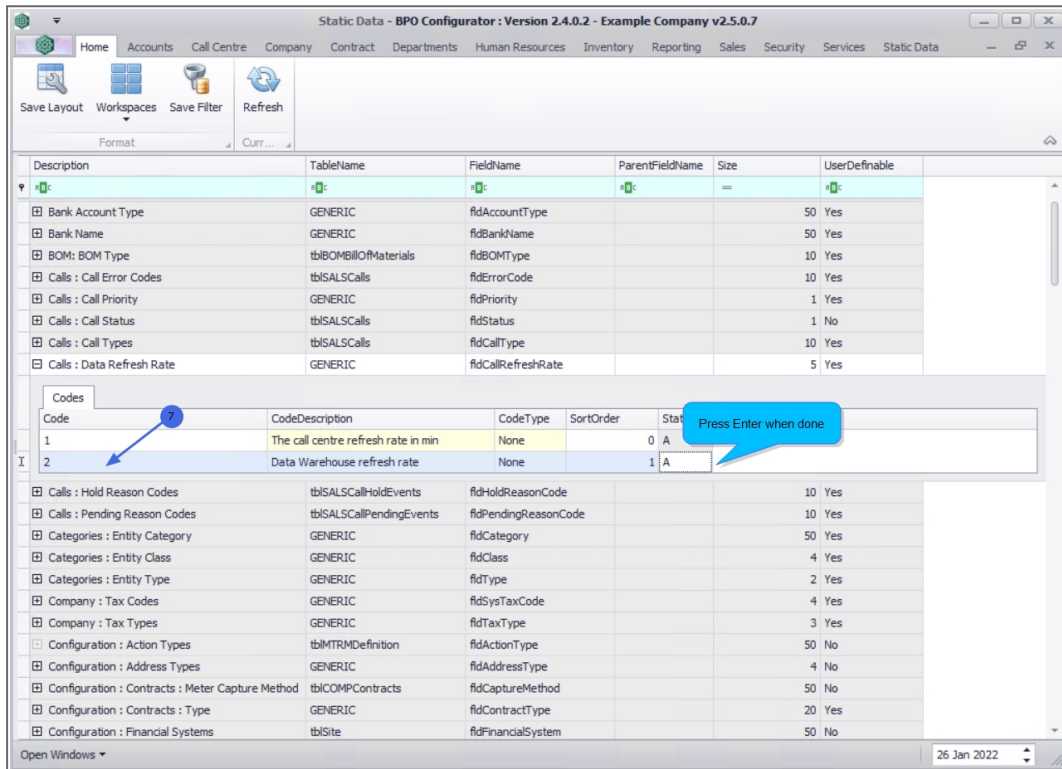 Static Data - BPO Configurator : Version 2.4.0.2 - Example Company v2.5.0.7
Home Accounts Call Centre Company Contract Departments Human Resources Inventory Reporting Sales Security Services Static Data
Save Layout Workspaces Save Filter Refresh
Format Curr...
Description TableName FieldName ParentFieldName Size UserDefinable
Bank Account Type GENERIC fldAccountType 50 Yes
Bank Name GENERIC fldBankName 50 Yes
BOM: BOM Type tblBOMBillOfMaterials fldBOMType 10 Yes
Calls : Call Error Codes tblSALSCalls fldErrorCode 10 Yes
Calls : Call Priority GENERIC fldPriority 1 Yes
Calls : Call Status tblSALSCalls fldStatus 1 No
Calls : Call Types tblSALSCalls fldCallType 10 Yes
Calls : Data Refresh Rate GENERIC fldCallRefreshRate 5 Yes
Codes
Code 7 CodeDescription CodeType SortOrder Stat
Press Enter when done
1 The call centre refresh rate in min None 0 A
2 Data Warehouse refresh rate None 1 A
Calls : Hold Reason Codes tblSALSCallHoldEvents fldHoldReasonCode 10 Yes
Calls : Pending Reason Codes tblSALSCallPendingEvents fldPendingReasonCode 10 Yes
Categories : Entity Category GENERIC fldCategory 50 Yes
Categories : Entity Class GENERIC fldClass 4 Yes
Categories : Entity Type GENERIC fldType 2 Yes
Company : Tax Codes GENERIC fldSysTaxCode 4 Yes
Company : Tax Types GENERIC fldTaxType 3 Yes
Configuration : Action Types tblMTRMDefinition fldActionType 50 No
Configuration : Address Types GENERIC fldAddressType 4 No
Configuration : Contracts : Meter Capture Method tblCOMPContracts fldCaptureMethod 50 No
Configuration : Contracts : Type GENERIC fldContractType 20 Yes
Configuration : Financial Systems tblSite fldFinancialSystem 50 No
Open Windows 26 Jan 2022